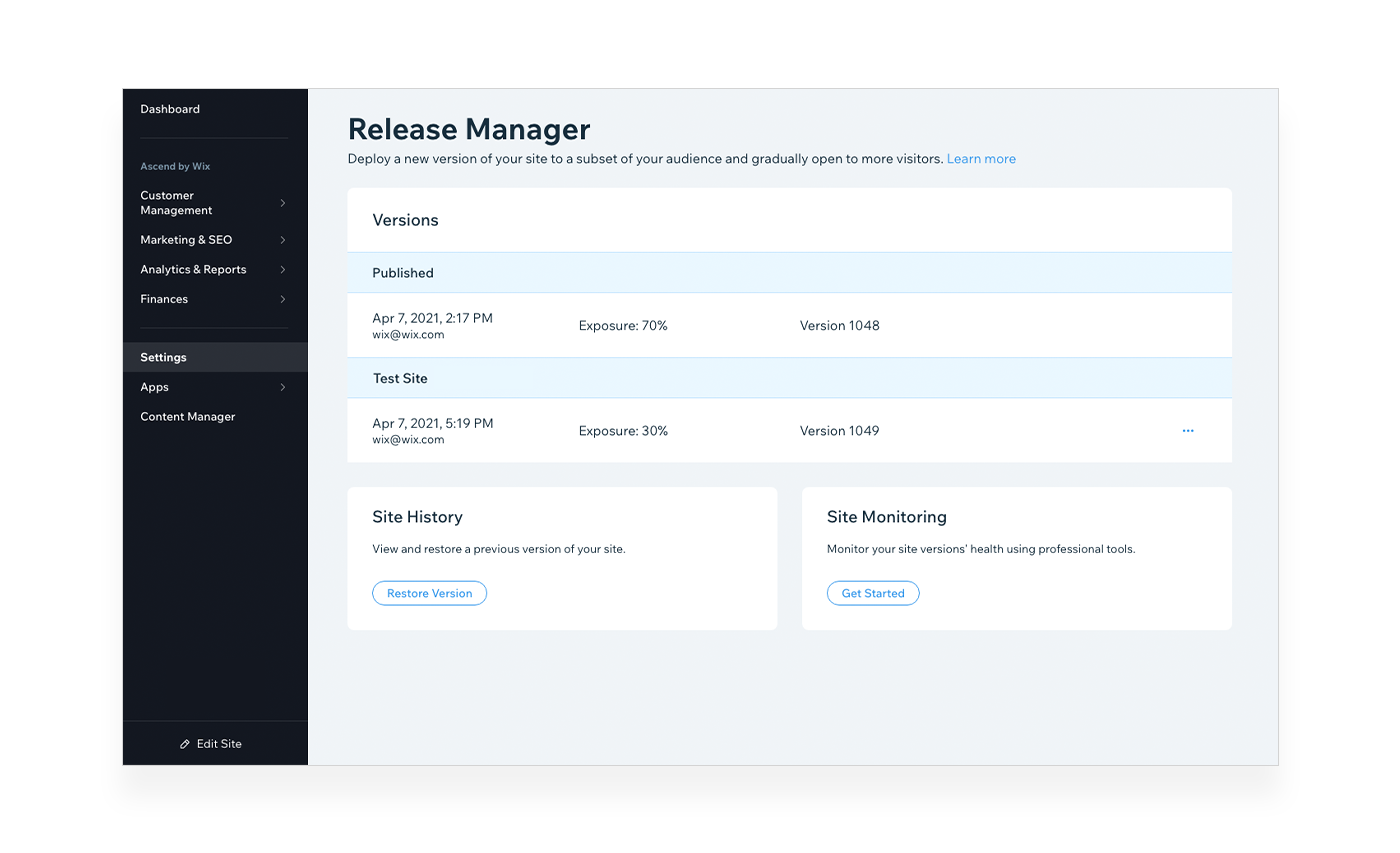 Dashboard
Ascend by Wix
Customer
Management
Marketing & SEO
Analytics & Reports
Finances
Settings
Apps
Content Manager
Edit Site
Release Manager
Deploy a new version of your site to a subset of your audience and gradually open to more visitors. Learn more
Versions
Published
Apr 7, 2021, 2:17 PM
wix@wix.com
Exposure: 70%
Version 1048
Test Site
Apr 7, 2021, 5:19 PM
wix@wix.com
Exposure: 30%
Version 1049
Site History
View and restore a previous version of your site.
Restore Version
Site Monitoring
Monitor your site versions' health using professional tools.
Get Started